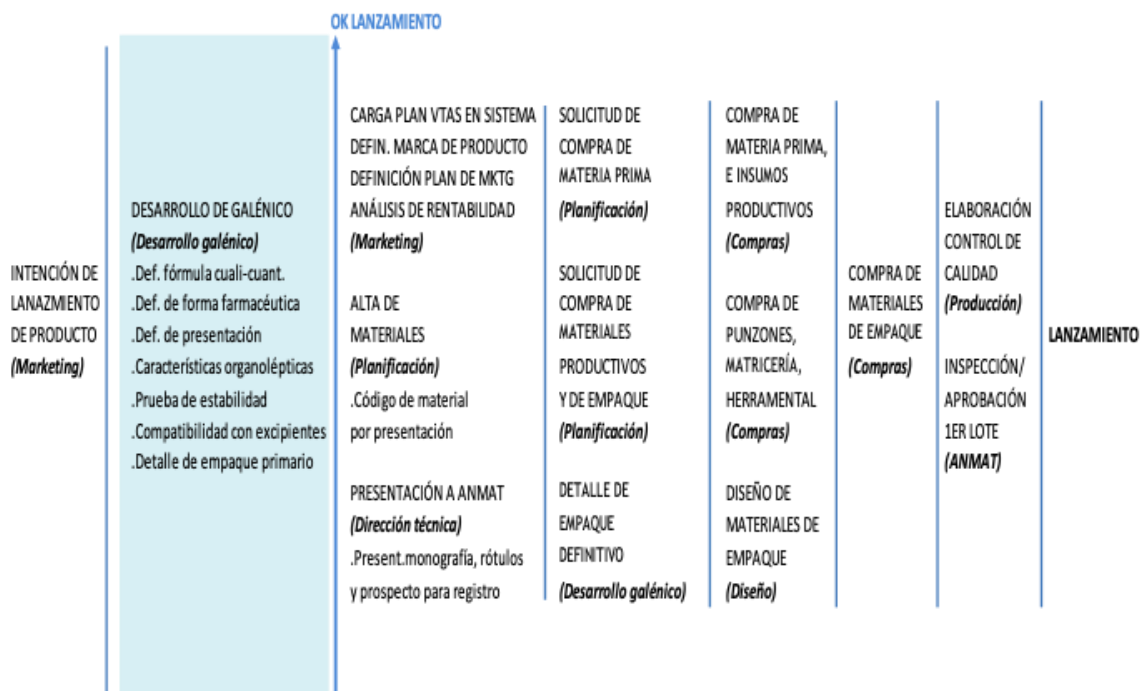 OK LANZAMIENTO
INTENCIÓN DE
LANAZMIENTO
DE PRODUCTO
(Marketing)
DESARROLLO DE GALÉNICO
(Desarrollo galénico)
.Def. fórmula cuali-cuant.
.Def. de forma farmacéutica
.Def. de presentación
.Características organolépticas
.Prueba de estabilidad
.Compatibilidad con excipientes
.Detalle de empaque primario
CARGA PLAN VTAS EN SISTEMA
DEFIN. MARCA DE PRODUCTO
DEFINICIÓN PLAN DE MKTG
ANÁLISIS DE RENTABILIDAD
(Marketing)
ALTA DE
MATERIALES
(Planificación)
.Código de material
por presentación
PRESENTACIÓN A ANMAT
(Dirección técnica)
.Present.monografía, rótulos
y prospecto para registro
SOLICITUD DE
COMPRA DE
MATERIA PRIMA
(Planificación)
SOLICITUD DE
COMPRA DE
MATERIALES
PRODUCTIVOS
Y DE EMPAQUE
(Planificación)
DETALLE DE
EMPAQUE
DEFINITIVO
(Desarrollo galénico)
COMPRA DE
MATERIA PRIMA,
E INSUMOS
PRODUCTIVOS
(Compras)
COMPRA DE
PUNZONES,
MATRICERÍA,
HERRAMENTAL
(Compras)
DISEÑO DE
MATERIALES DE
EMPAQUE
(Diseño)
COMPRA DE
MATERIALES
DE EMPAQUE
(Compras)
ELABORACIÓN
CONTROL DE
CALIDAD
(Producción)
INSPECCIÓN/
APROBACIÓN
1ER LOTE
(ANMAT)
LANZAMIENTO